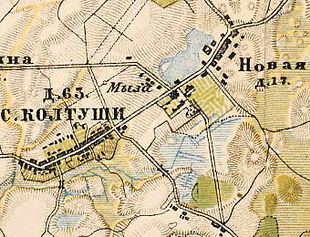 ина
Новая
д.17.
д.63.
Мыза
С. КОЛТУШИ